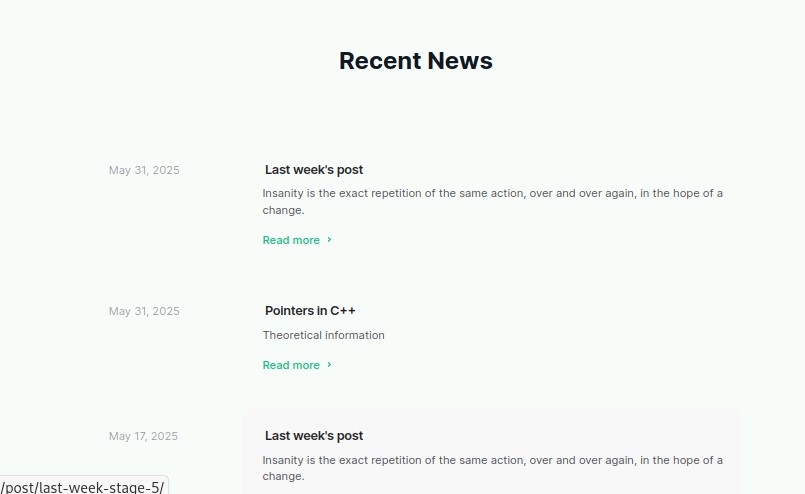 Recent News
May 31, 2025
Last week's post
Insanity is the exact repetition of the same action, over and over again, in the hope of a
change.
Read more ›
May 31, 2025
Pointers in C++
Theoretical information
Read more ›
May 17, 2025
Last week's post
Insanity is the exact repetition of the same action, over and over again, in the hope of a
change.
/post/last-week-stage-5/